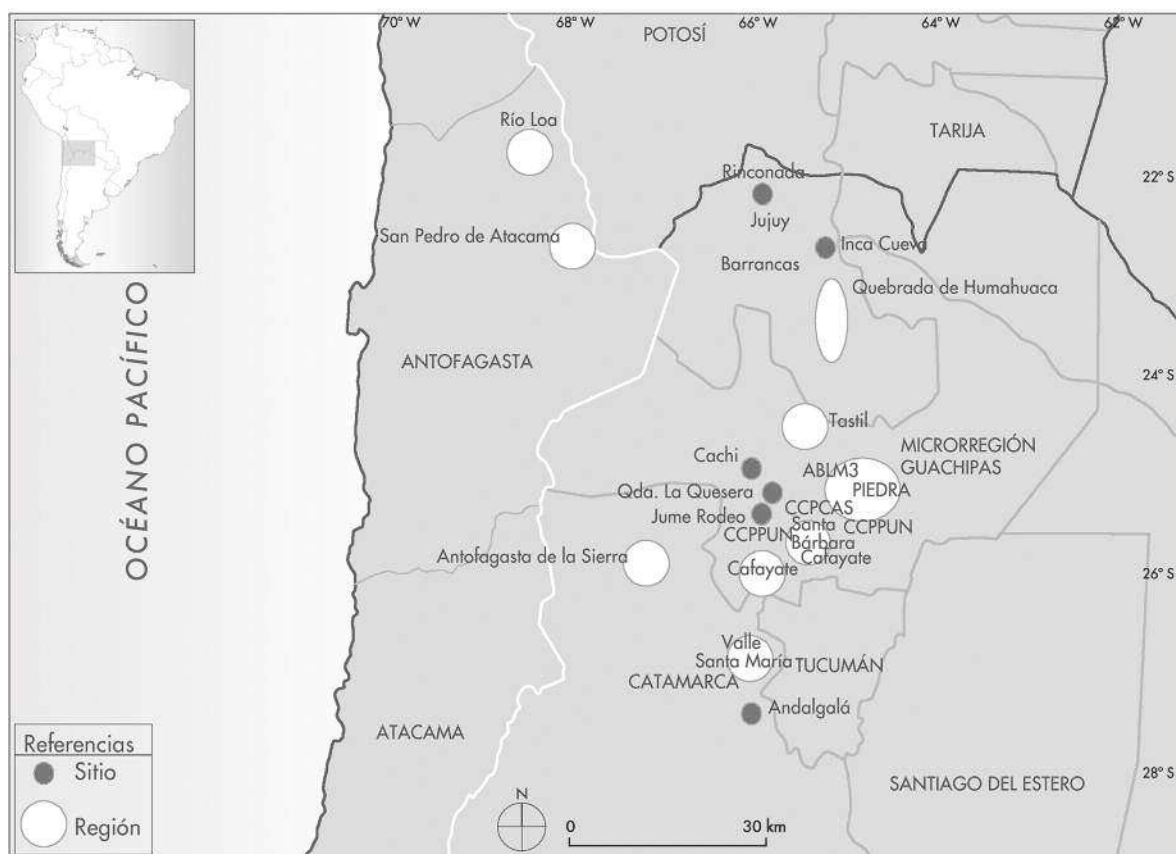 70° W
68° W
66° W
64° W
62° W
POTOSÍ
Río Loa
TARIJA
22° S
Rinconada
Jujuy
San Pedro de Atacama
Inca Cueva
Barrancas
Quebrada de Humahuaca
OCÉANO PACÍFICO
ANTOFAGASTA
24° S
Tastil
Cachi
MICRORREGIÓN
GUACHIPAS
ABLM3
Qda. La Quesera
PIEDRA
CCPCAS
Jume Rodeo
Santa
CCPPUN
CCPPUN
Bárbara
Antofagasta de la Sierra
Cafayate
Cafayate
26° S
Valle
Santa María
TUCUMÁN
CATAMARCA
Andalgalá
ATACAMA
Referencias
Sitio
Región
28° S
SANTIAGO DEL ESTERO
N
0
30 km